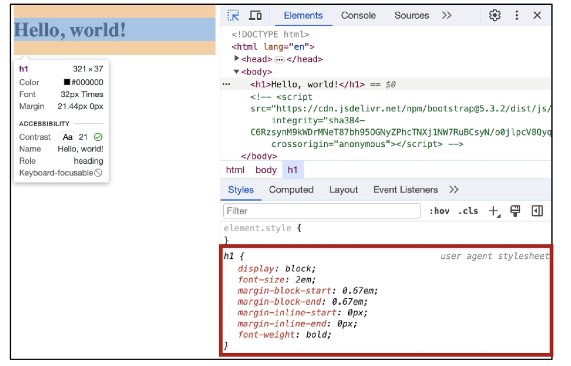 Hello, world!
h1 321 × 37
Color #000000
Font 32px Times
Margin 21.44px 0px
ACCESSIBILITY
Contrast Aa 21
Name Hello, world!
Role heading
Keyboard-focusable
Elements Console Sources >>
<!DOCTYPE html>
<html lang="en">
<head> ⋯ </head>
<body>
⋯ <h1>Hello, world!</h1> == $0
<!-- <script
src="https://cdn.jsdelivr.net/npm/bootstrap@5.3.2/dist/js/
integrity="sha384-
crossorigin="anonymous"></script> -->
</body>
html body h1
Styles Computed Layout Event Listeners >>
Filter :hov .cls
element.style {
}
h1 { user agent stylesheet
display: block;
font-size: 2em;
margin-block-start: 0.67em;
margin-block-end: 0.67em;
margin-inline-start: 0px;
margin-inline-end: 0px;
font-weight: bold;
}